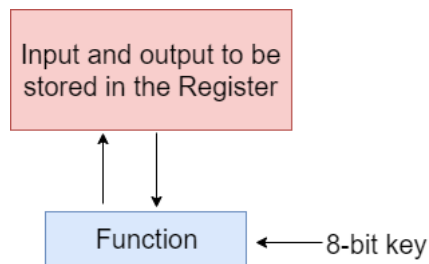 Input and output to be
stored in the Register
Function
8-bit key